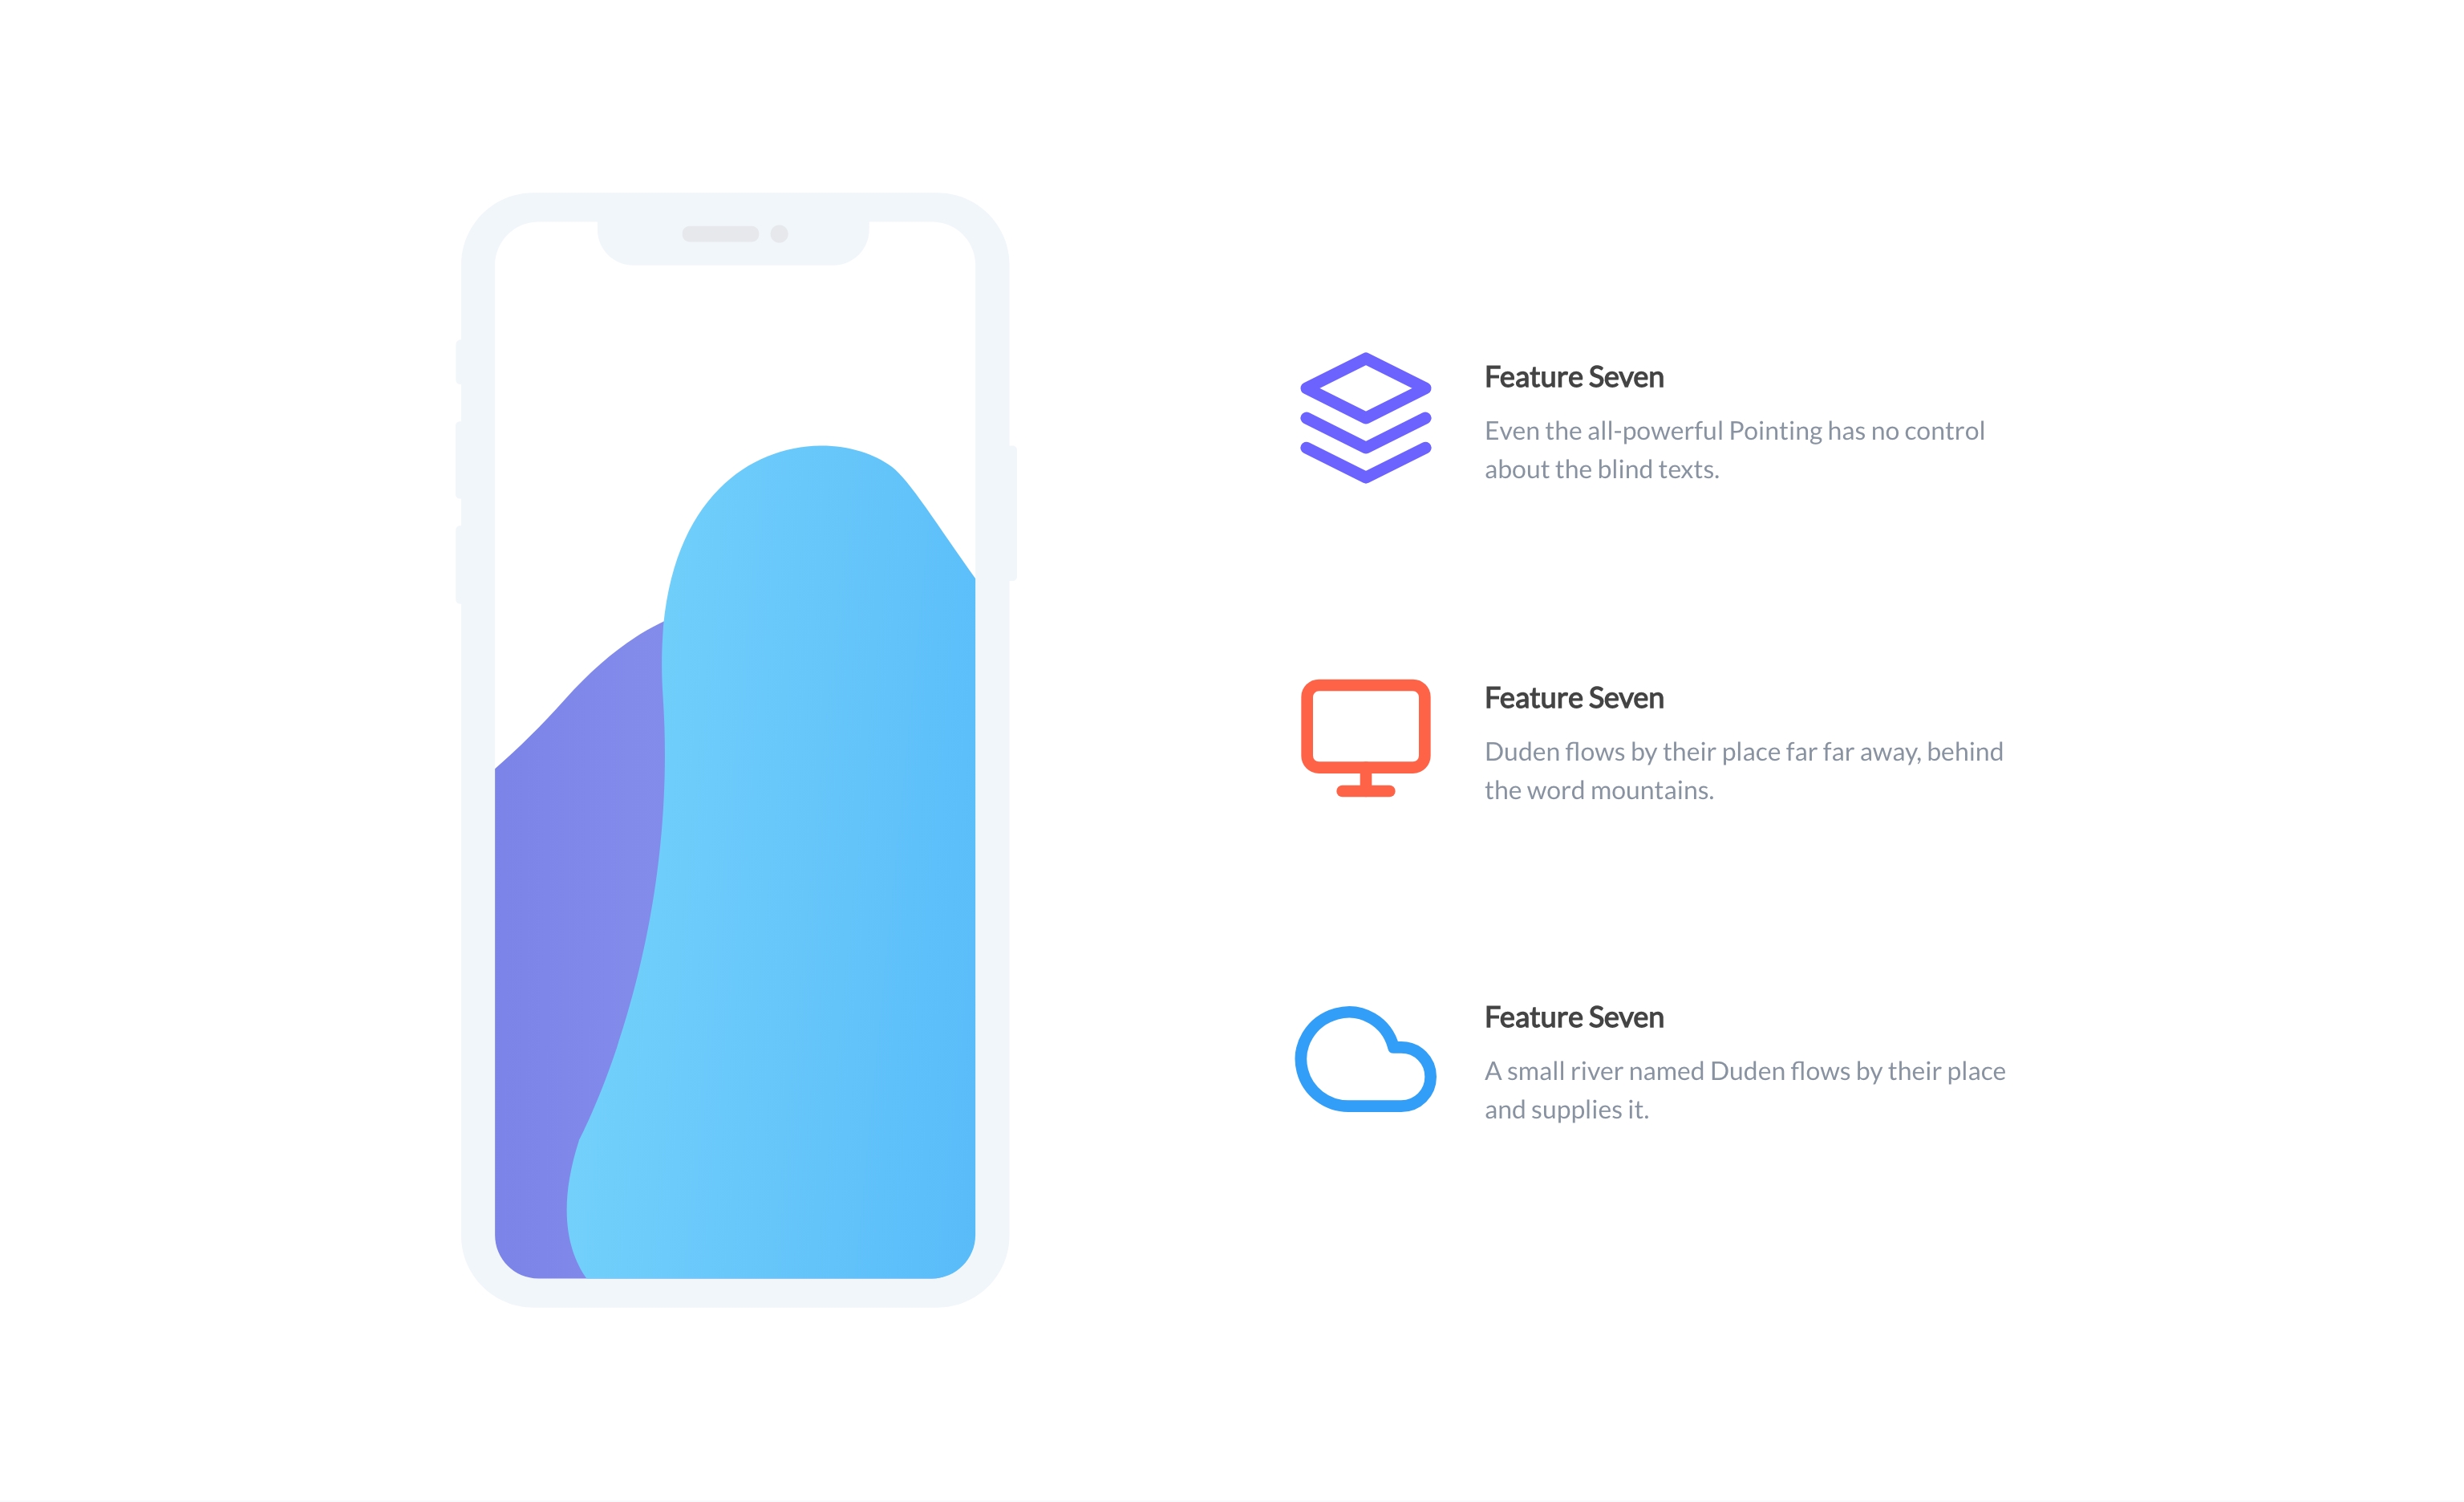 Feature Seven
Even the all-powerful Pointing has no control
about the blind texts.
Feature Seven
Duden flows by their place far far away, behind
the word mountains.
Feature Seven
A small river named Duden flows by their place
and supplies it.